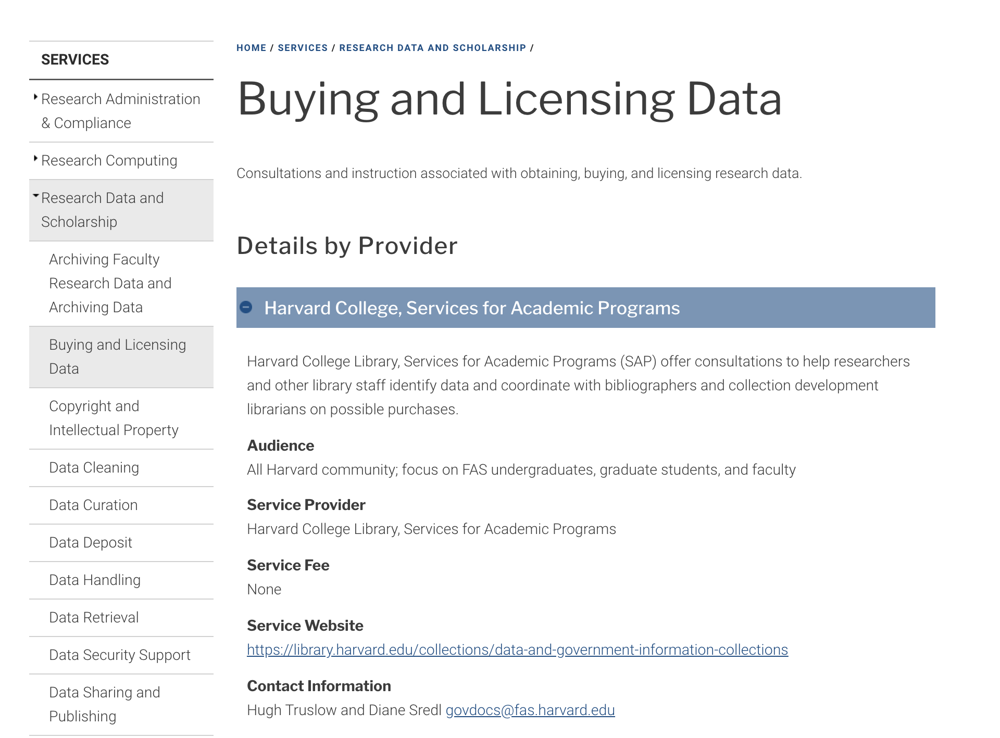 SERVICES
Research Administration
& Compliance
Research Computing
Research Data and
Scholarship
Archiving Faculty
Research Data and
Archiving Data
Buying and Licensing
Data
Copyright and
Intellectual Property
Data Cleaning
Data Curation
Data Deposit
Data Handling
Data Retrieval
Data Security Support
Data Sharing and
Publishing
HOME / SERVICES / RESEARCH DATA AND SCHOLARSHIP /
Buying and Licensing Data
Consultations and instruction associated with obtaining, buying, and licensing research data.
Details by Provider
Harvard College, Services for Academic Programs
Harvard College Library, Services for Academic Programs (SAP) offer consultations to help researchers
and other library staff identify data and coordinate with bibliographers and collection development
librarians on possible purchases.
Audience
All Harvard community; focus on FAS undergraduates, graduate students, and faculty
Service Provider
Harvard College Library, Services for Academic Programs
Service Fee
None
Service Website
https://library.harvard.edu/collections/data-and-government-information-collections
Contact Information
Hugh Truslow and Diane Sredl govdocs@fas.harvard.edu